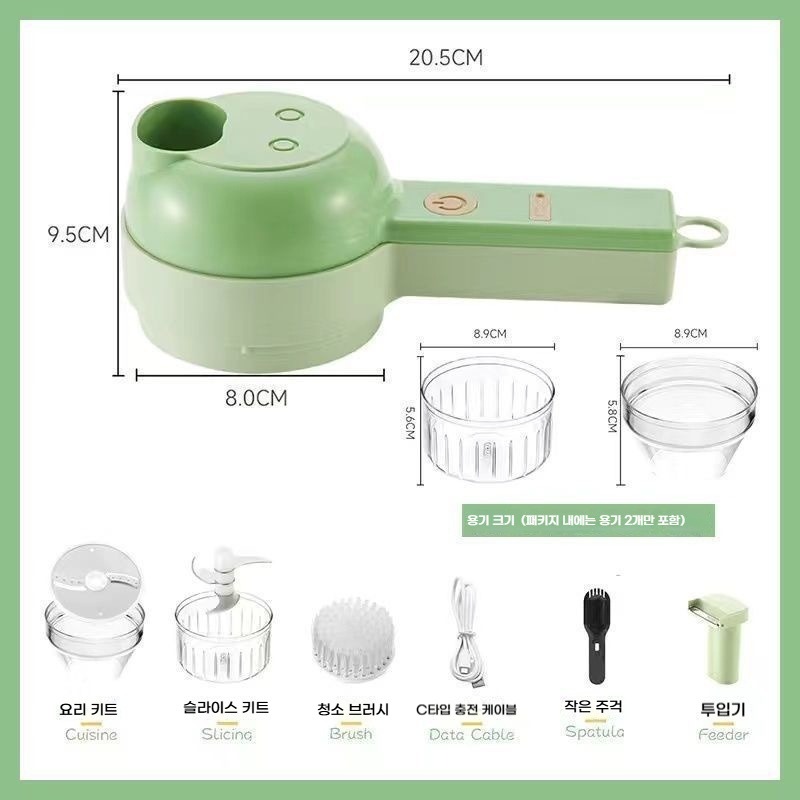 20.5CM
9.5CM
8.0CM
8.9CM
8.9CM
5.6CM
5.8CM
용기 크기 (패키지 내에는 용기 2개만 포함)
요리 키트
슬라이스 키트
청소 브러시
C타입 충전 케이블
작은 주걱
투입기
Cuisine
Slicing
Brush
Data Cable
Spatula
Feeder